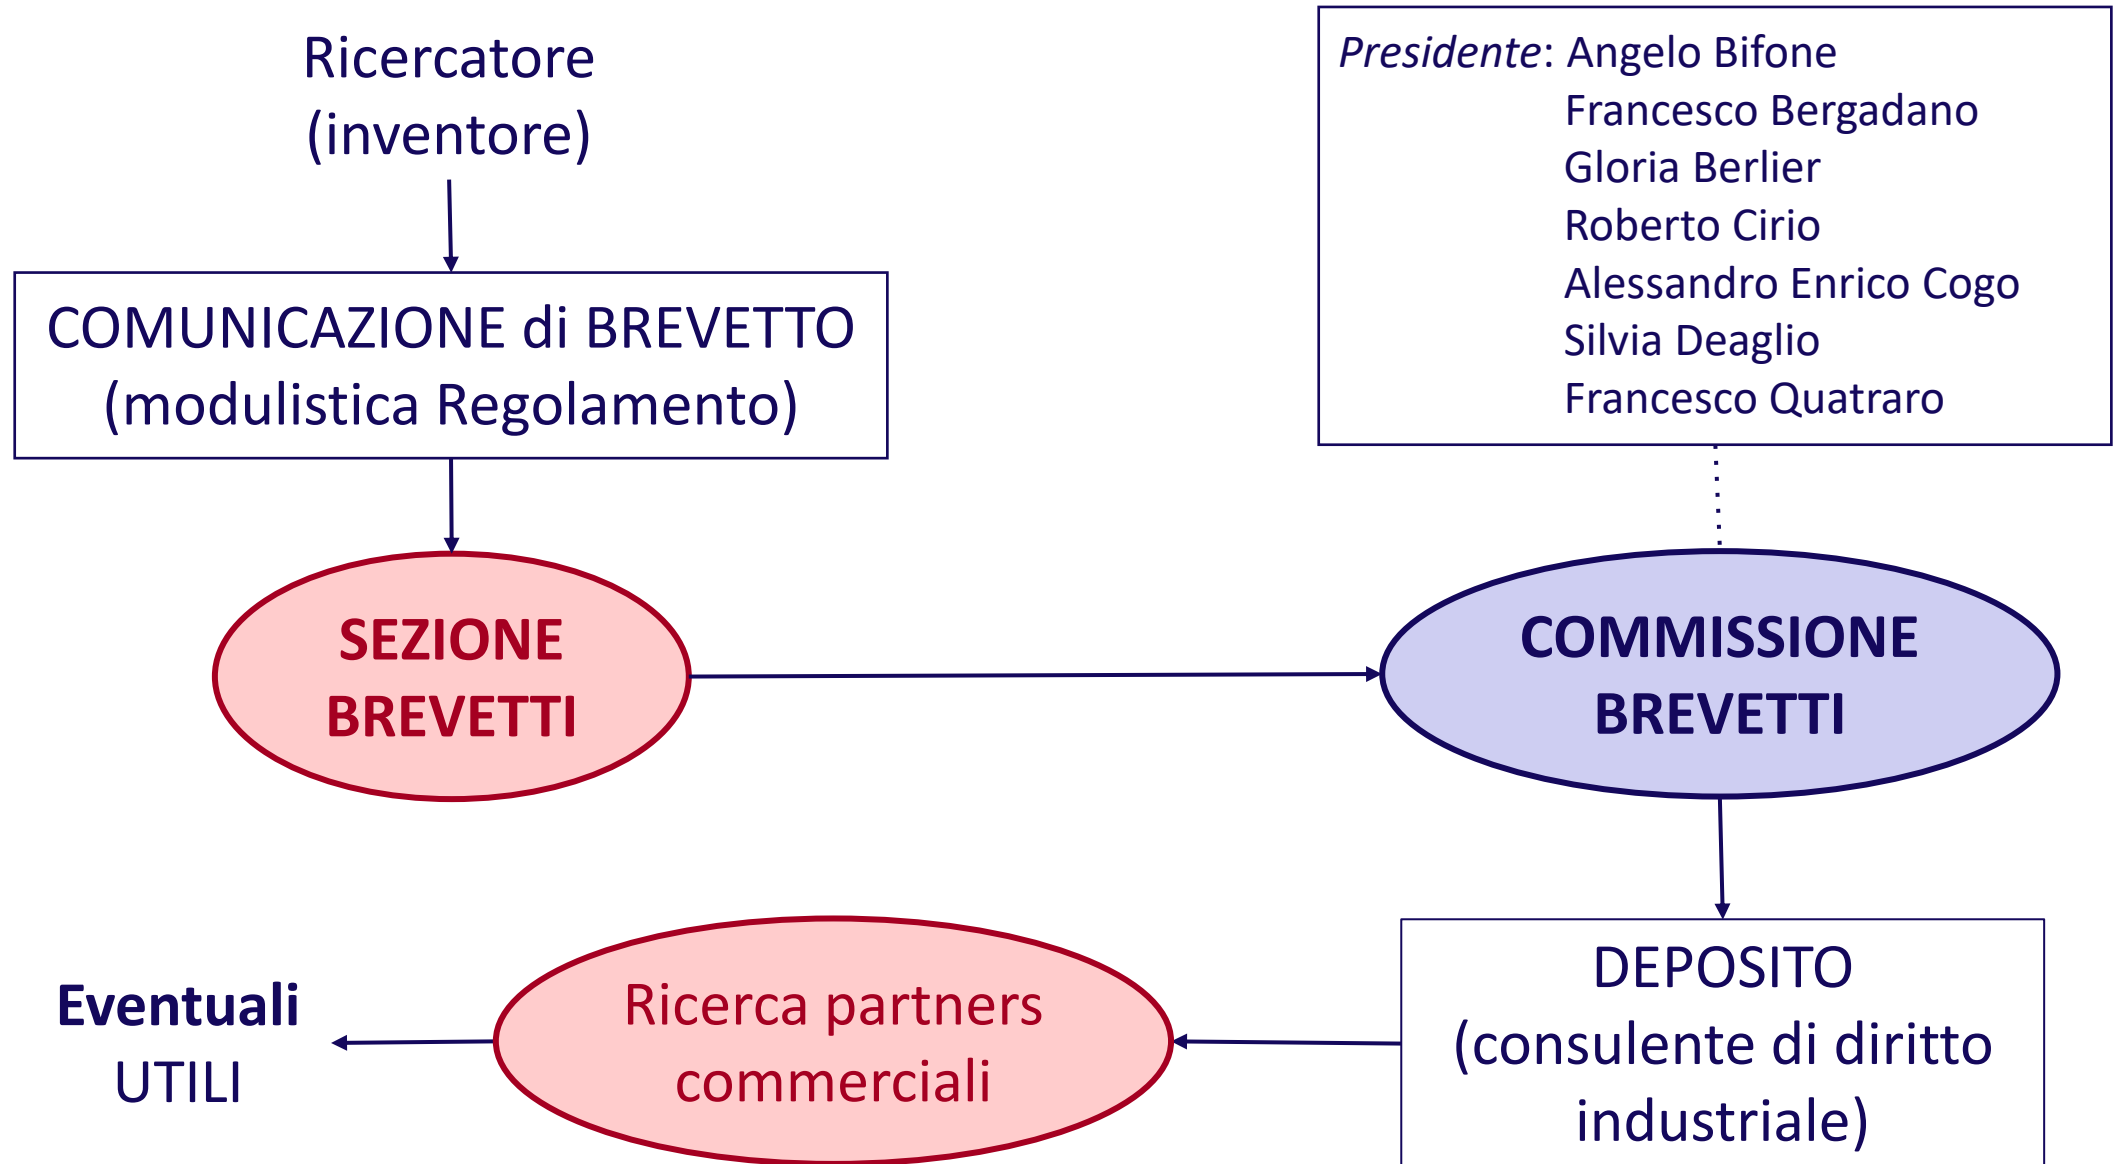 Ricercatore
(inventore)
COMUNICAZIONE di BREVETTO
(modulistica Regolamento)
SEZIONE
BREVETTI
Presidente: Angelo Bifone
Francesco Bergadano
Gloria Berlier
Roberto Cirio
Alessandro Enrico Cogo
Silvia Deaglio
Francesco Quatraro
COMMISSIONE
BREVETTI
DEPOSITO
(consulente di diritto
industriale)
Ricerca partners
commerciali
Eventuali
UTILI